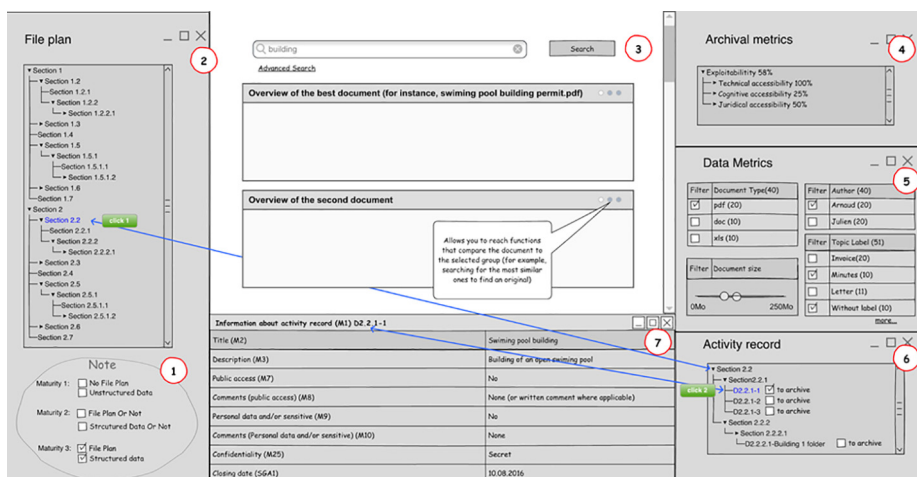 File plan
2
Section 1
Section 1.2
Section 1.2.1
Section 1.2.2
Section 1.2.2.1
Section 1.3
Section 1.4
Section 1.5
Section 1.5.1
Section 1.5.1.1
Section 1.5.1.2
Section 1.6
Section 1.7
Section 2
Section 2.2
click 1
Section 2.2.1
Section 2.2.2
Section 2.2.2.1
Section 2.3
Section 2.4
Section 2.5
Section 2.5.1
Section 2.5.1.1
Section 2.5.1.2
Section 2.6
Section 2.7
Note
1
Maturity 1: No File Plan
Unstructured Data
Maturity 2: File Plan Or Not
Strcutured Data Or Not
Maturity 3: File Plan
Structured data
building
Search
3
Advanced Search
Overview of the best document (for instance, swiming pool building permit.pdf)
Overview of the second document
Allows you to reach functions
that compare the document to
the selected group (for example,
searching for the most similar
ones to find an original)
Information about activity record (M1) D2.2.1-1
7
Title (M2) Swiming pool building
Description (M3) Building of an open swiming pool
Public access (M7) No
Comments (public access) (M8) None (or written comment where applicable)
Personal data and/or sensitive (M9) No
Comments (Personal data and/or sensitive) (M10) None
Confidentiality (M25) Secret
Closing date (SGA1) 10.08.2016
Archival metrics
4
Exploitabilitity 58%
Technical accessibility 100%
Cognitive accessibility 25%
Juridical accessibility 50%
Data Metrics
5
Filter Document Type(40)
pdf (20)
doc (10)
xls (10)
Filter Document size
0Mo 250Mo
Filter Author (40)
Arnaud (20)
Julien (20)
Filter Topic Label (51)
Invoice(20)
Minutes (10)
Letter (11)
Without label (10)
more...
Activity record
6
Section 2.2
Section2.2.1
D2.2.1-1 to archive
D2.2.1-2 to archive
D2.2.1-3 to archive
Section 2.2.2
Section 2.2.2.1
D2.2.2.1-Building 1 folder to archive
click 2